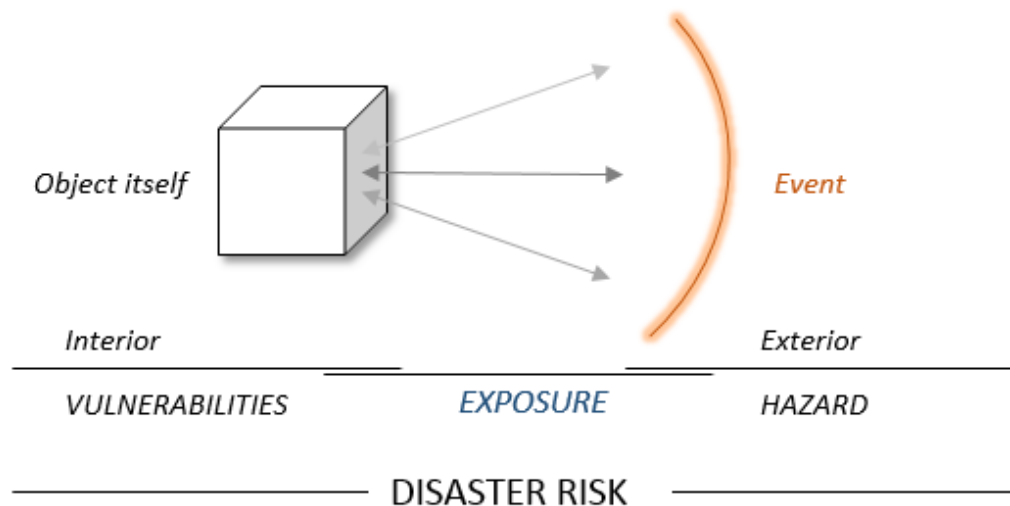 Object itself
Event
Interior
Exterior
VULNERABILITIES
EXPOSURE
HAZARD
DISASTER RISK